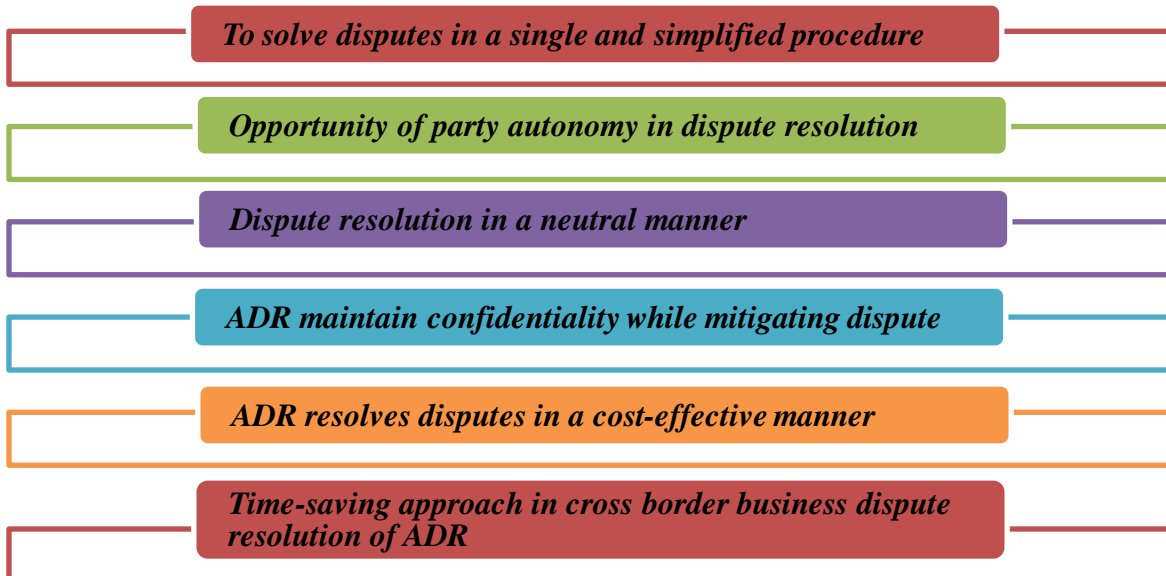 To solve disputes in a single and simplified procedure
Opportunity of party autonomy in dispute resolution
Dispute resolution in a neutral manner
ADR maintain confidentiality while mitigating dispute
ADR resolves disputes in a cost-effective manner
Time-saving approach in cross border business dispute
resolution of ADR